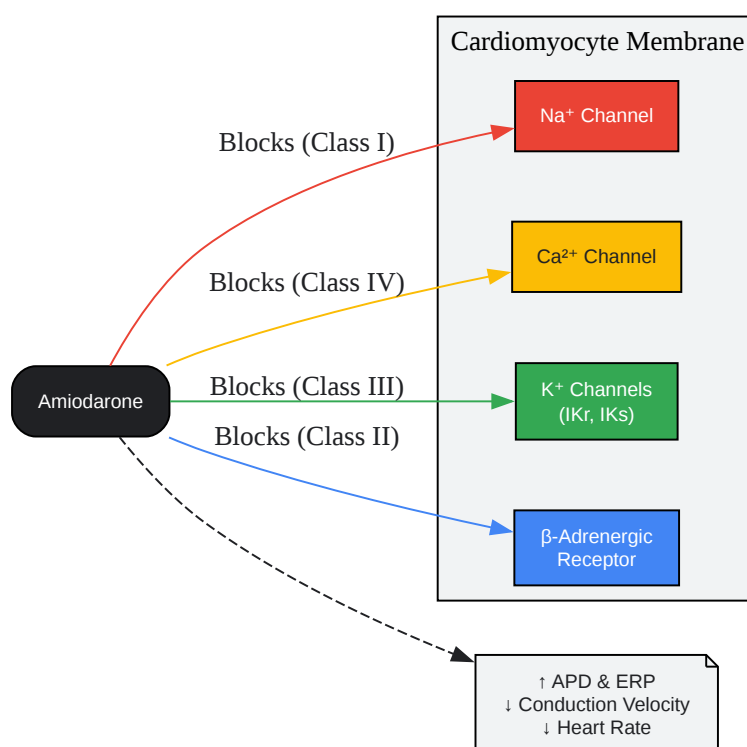 Cardiomyocyte Membrane
Na⁺ Channel
Blocks (Class I)
Ca²⁺ Channel
Blocks (Class IV)
Amiodarone
Blocks (Class III)
K⁺ Channels
(IKr, IKs)
Blocks (Class II)
β-Adrenergic
Receptor
↑ APD & ERP
↓ Conduction Velocity
↓ Heart Rate